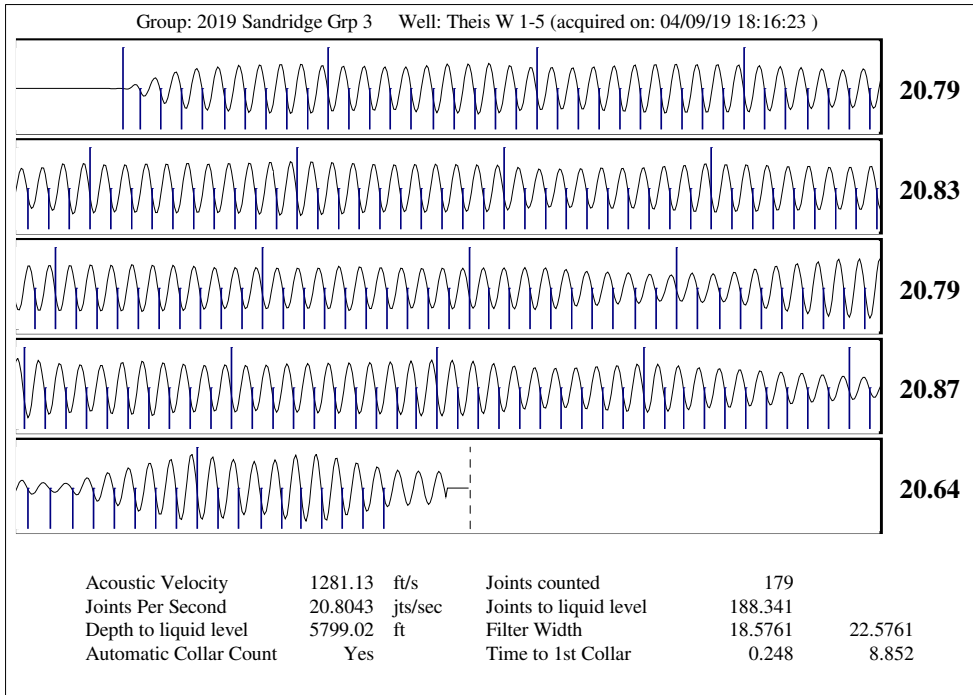 Group: 2019 Sandridge Grp 3 Well: Theis W 1-5 (acquired on: 04/09/19 18:16:23 )
20.79
20.83
20.79
20.87
20.64
Acoustic Velocity 1281.13 ft/s Joints counted 179
Joints Per Second 20.8043 jts/sec Joints to liquid level 188.341
Depth to liquid level 5799.02 ft Filter Width 18.5761 22.5761
Automatic Collar Count Yes Time to 1st Collar 0.248 8.852